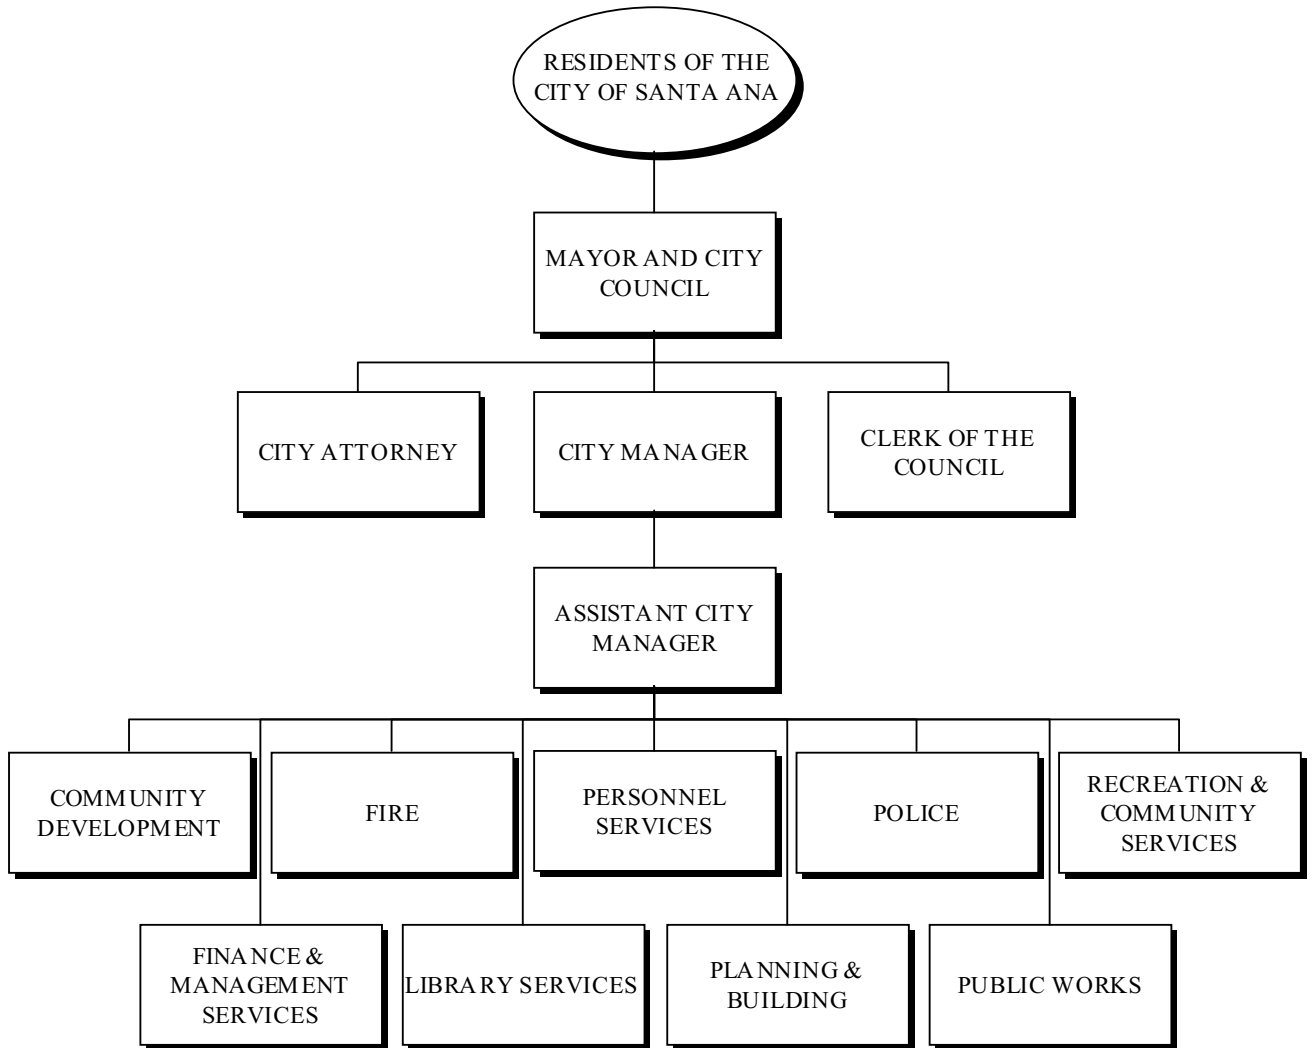 RESIDENTS OF THE
CITY OF SANTA ANA
MAYOR AND CITY
COUNCIL
CITY ATTORNEY
CITY MANAGER
CLERK OF THE
COUNCIL
ASSISTANT CITY
MANAGER
COMMUNITY
DEVELOPMENT
FIRE
PERSONNEL
SERVICES
POLICE
RECREATION &
COMMUNITY
SERVICES
FINANCE &
MANAGEMENT
SERVICES
LIBRARY SERVICES
PLANNING &
BUILDING
PUBLIC WORKS